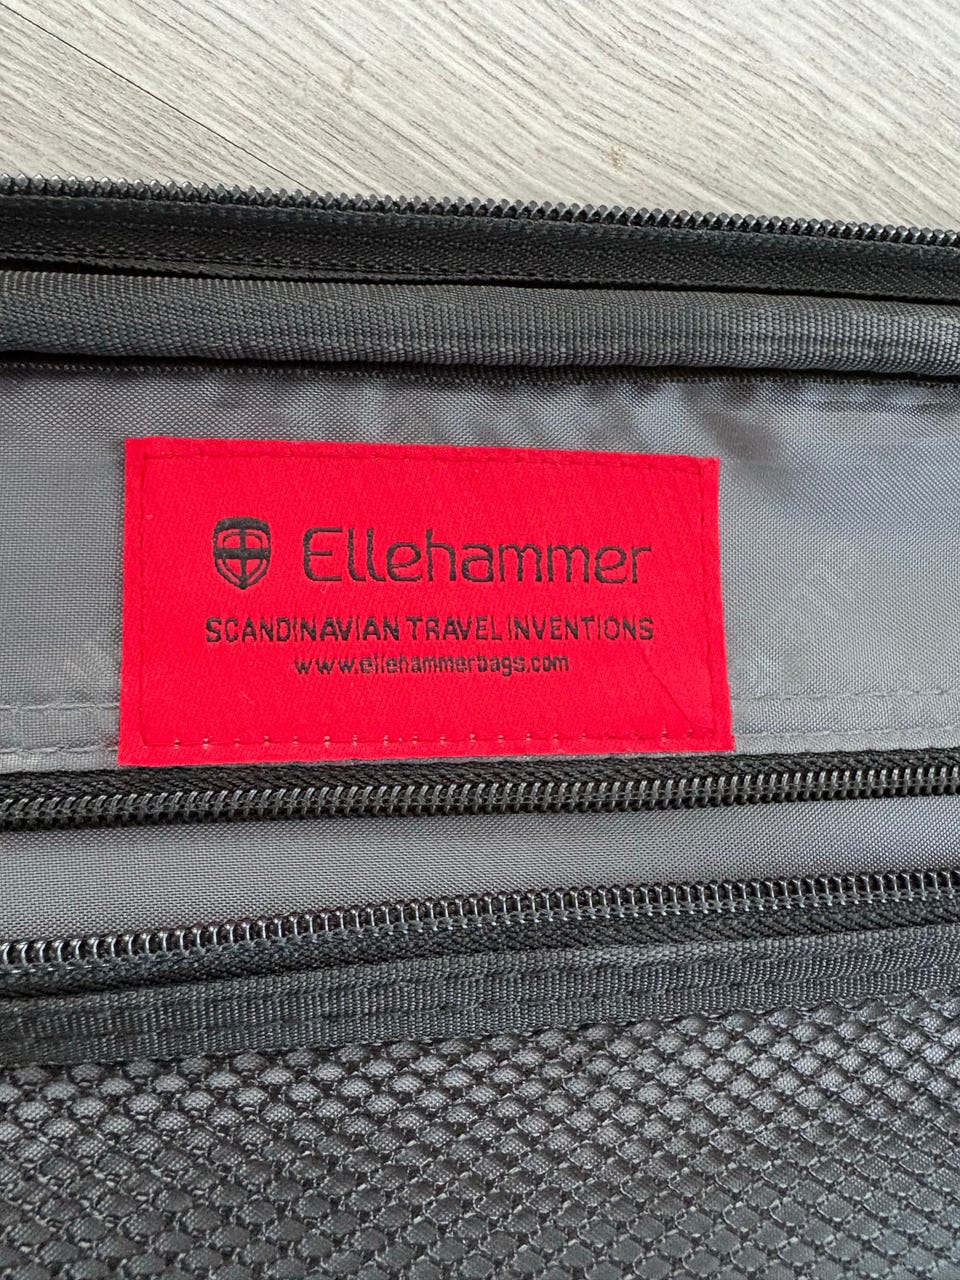 Ellehammer
SCANDINAVIAN TRAVEL INVENTIONS
www.ellehammerbags.com